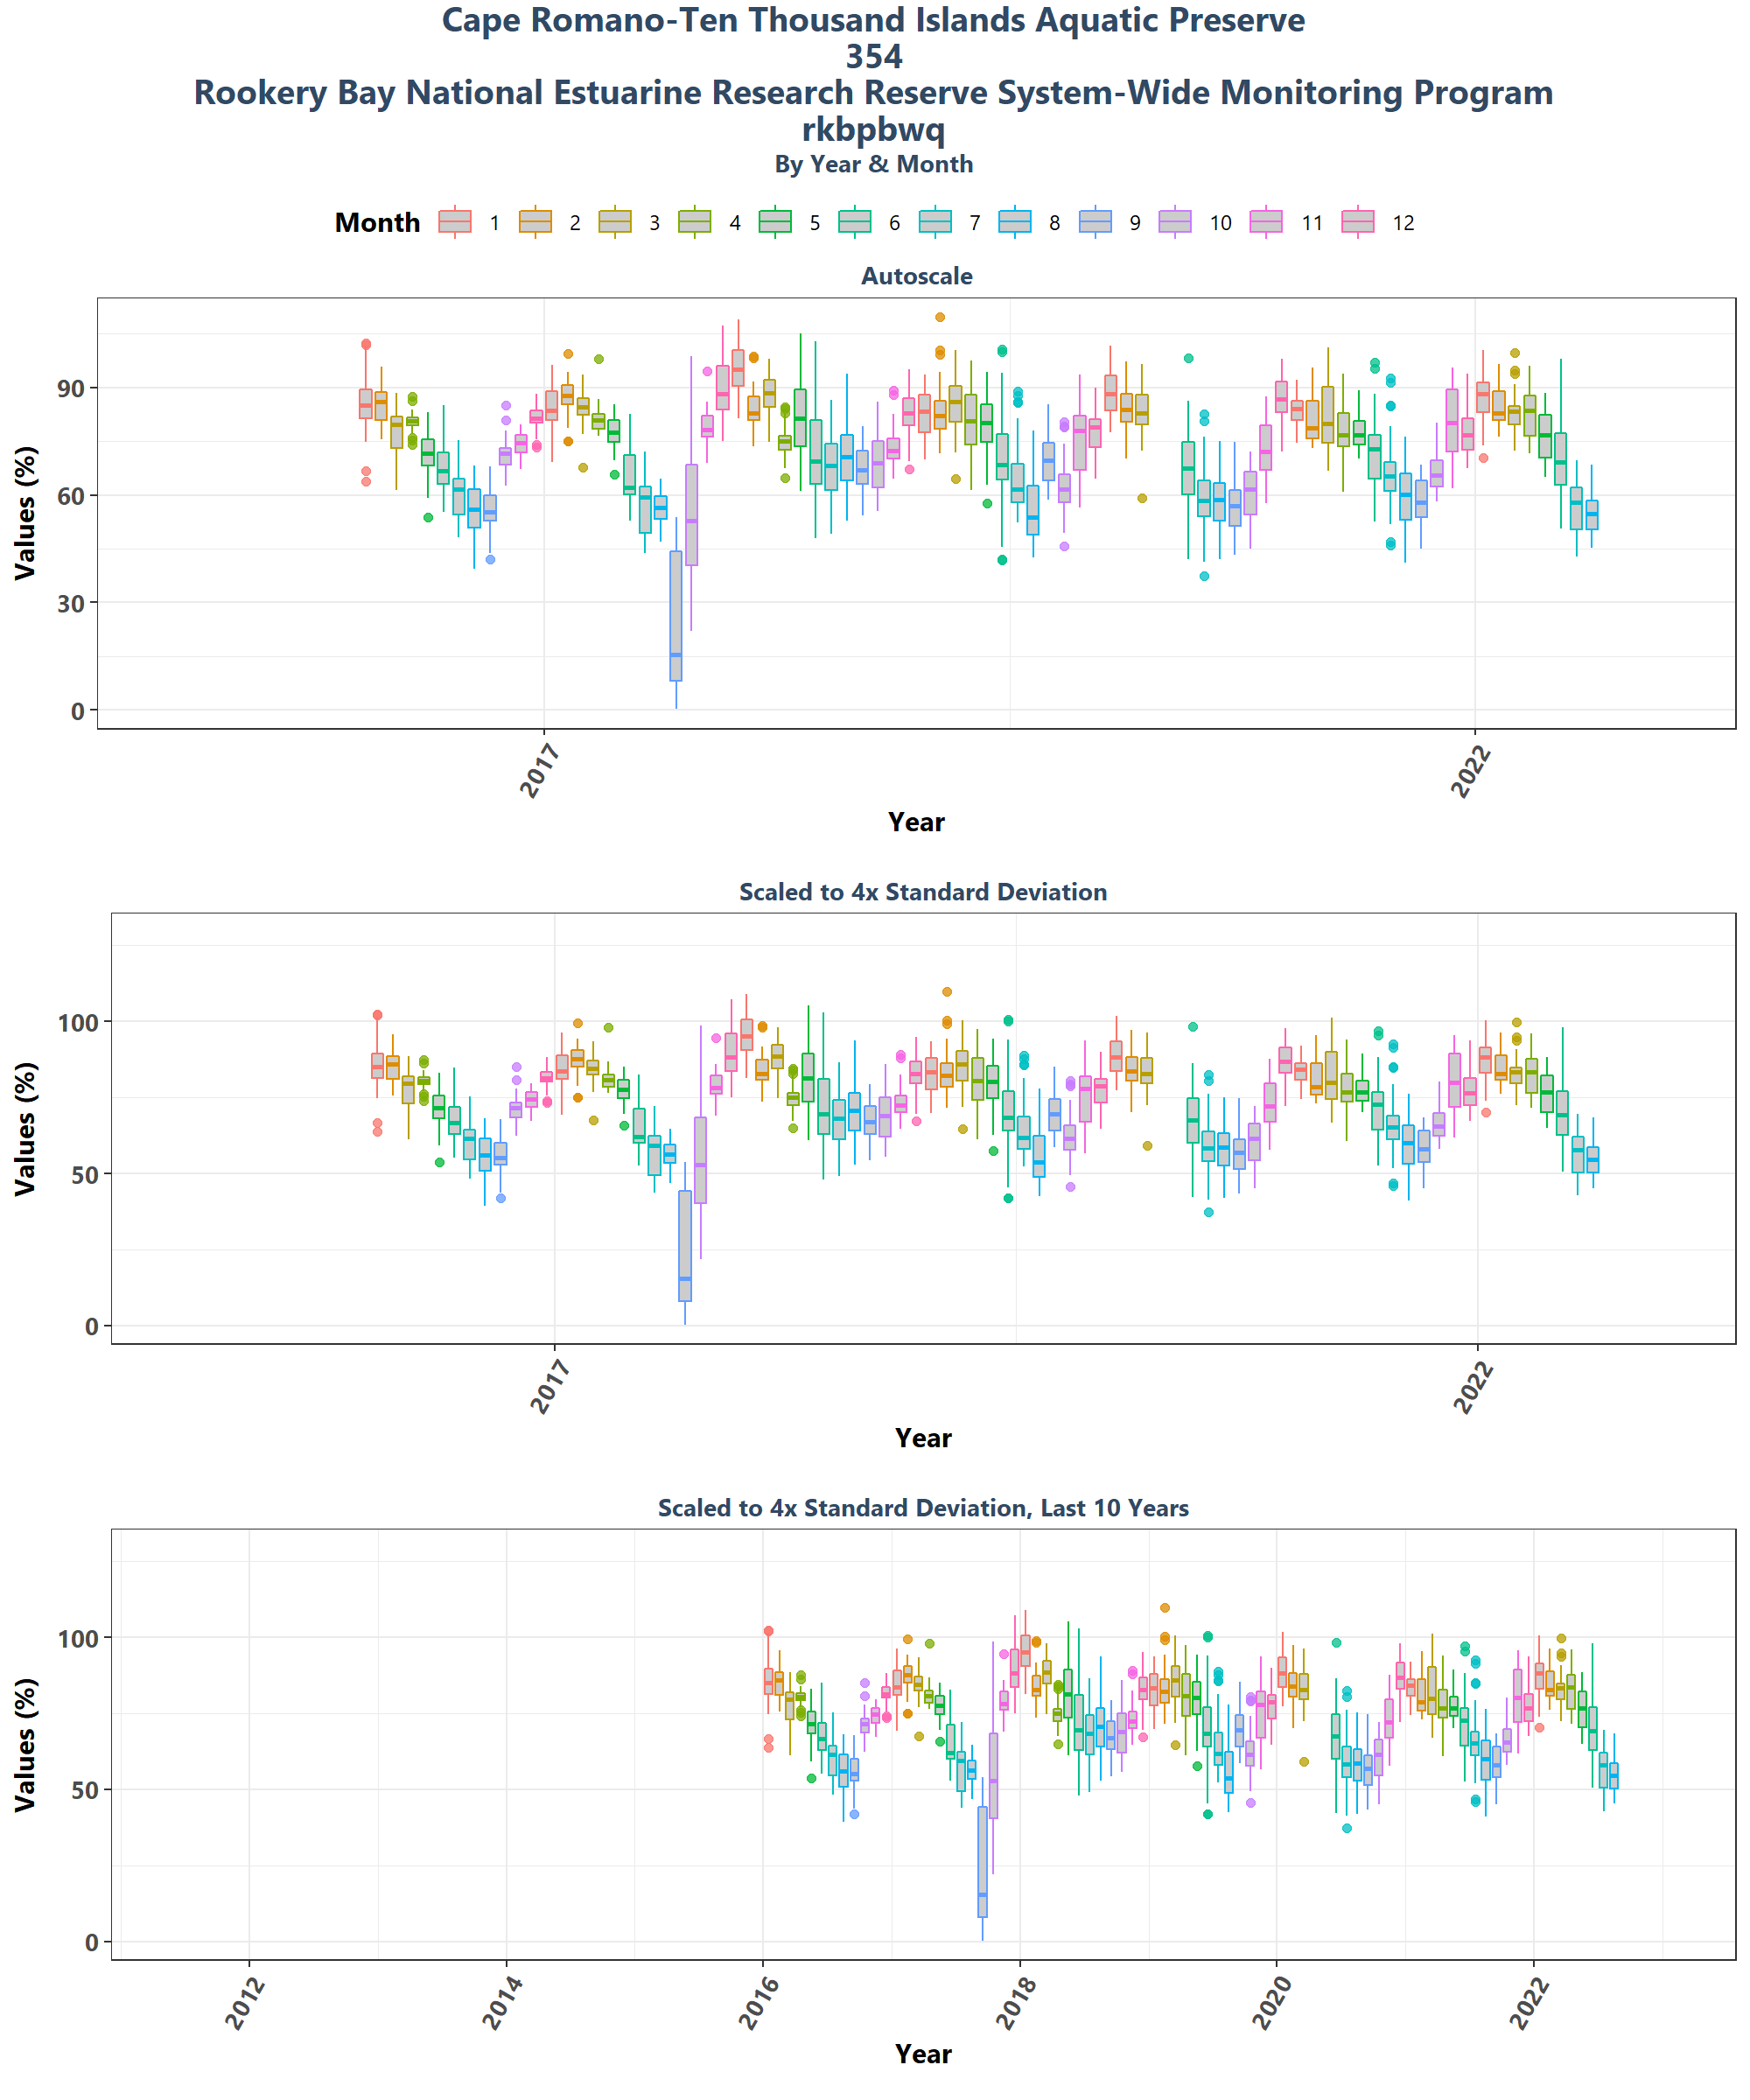 Cape Romano-Ten Thousand Islands Aquatic Preserve
354
Rookery Bay National Estuarine Research Reserve System-Wide Monitoring Program
rkbpbwq
By Year & Month
Month 1 2 3 4 5 6 7 8 9 10 11 12
Autoscale
Values (%)
90
60
30
0
2017 2022
Year
Scaled to 4x Standard Deviation
Values (%)
100
50
0
2017 2022
Year
Scaled to 4x Standard Deviation, Last 10 Years
Values (%)
100
50
0
2012 2014 2016 2018 2020 2022
Year